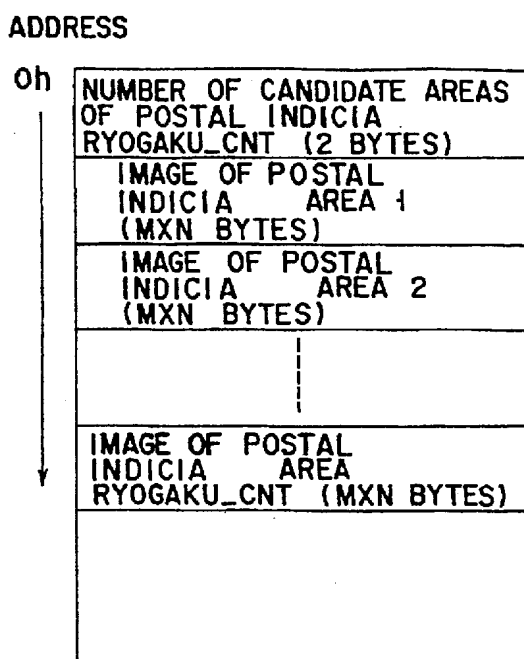 ADDRESS
0h
NUMBER OF CANDIDATE AREAS
OF POSTAL INDICIA
RYOGAKU_CNT (2 BYTES)
IMAGE OF POSTAL
INDICIA AREA 1
(MXN BYTES)
IMAGE OF POSTAL
INDICIA AREA 2
(MXN BYTES)
IMAGE OF POSTAL
INDICIA AREA
RYOGAKU_CNT (MXN BYTES)